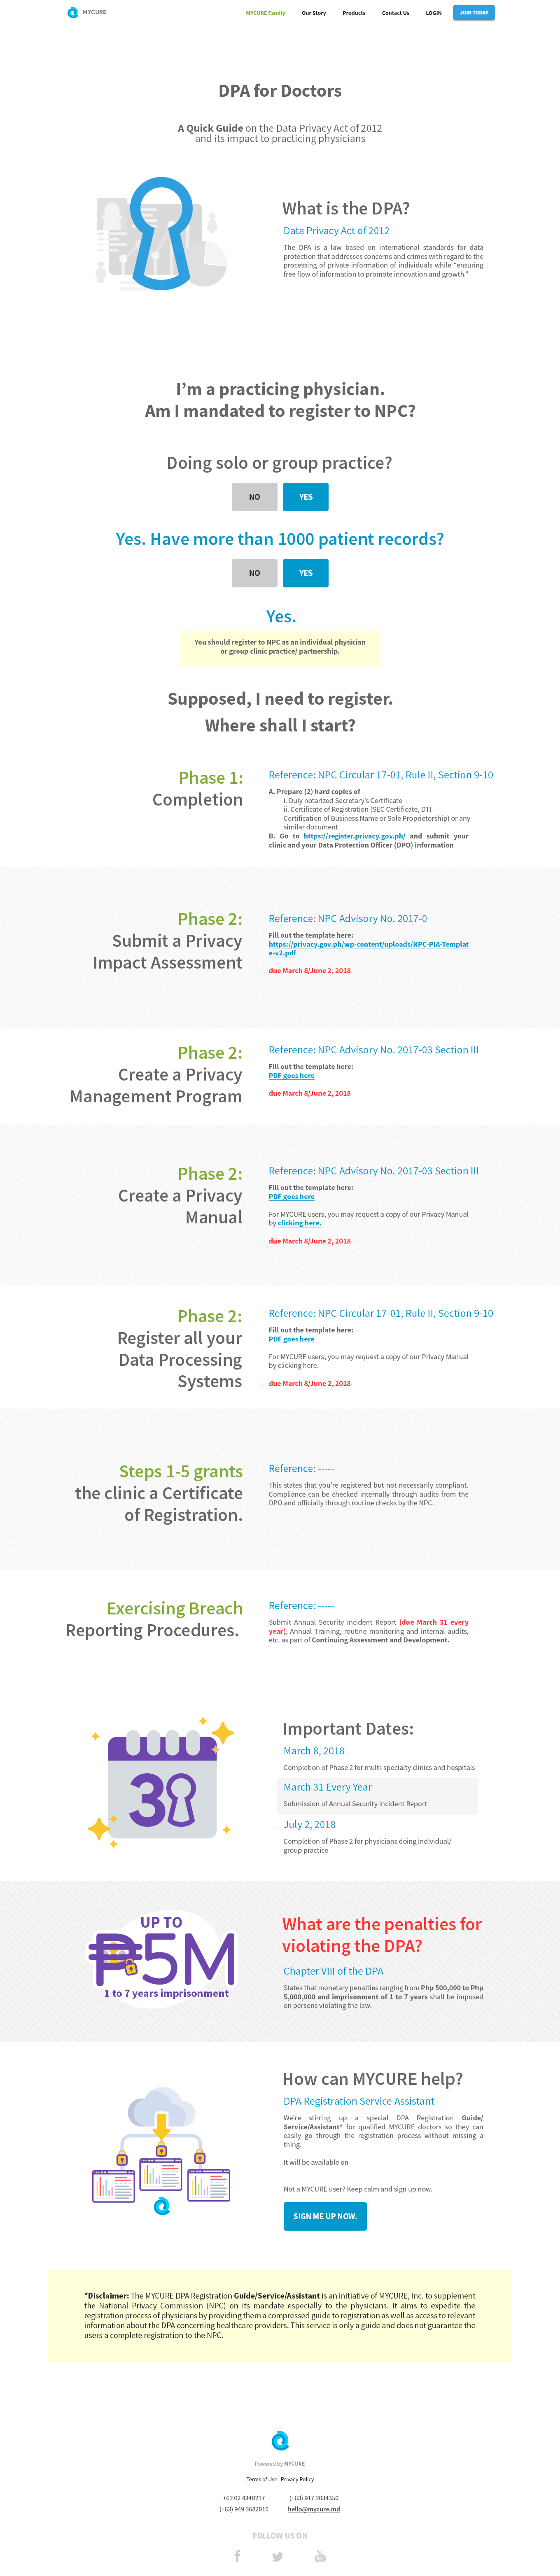 MYCURE
MYCURE Family
Our Story
Products
Contact Us
LOGIN
JOIN TODAY
DPA for Doctors
A Quick Guide on the Data Privacy Act of 2012
and its impact to practicing physicians
What is the DPA?
Data Privacy Act of 2012
The DPA is a law based on international standards for data
protection that addresses concerns and crimes with regard to the
processing of private information of individuals while “ensuring
free flow of information to promote innovation and growth.”
I’m a practicing physician.
Am I mandated to register to NPC?
Doing solo or group practice?
NO
YES
Yes. Have more than 1000 patient records?
NO
YES
Yes.
You should register to NPC as an individual physician
or group clinic practice/ partnership.
Supposed, I need to register.
Where shall I start?
Phase 1:
Completion
Reference: NPC Circular 17-01, Rule II, Section 9-10
A. Prepare (2) hard copies of
i. Duly notarized Secretary's Certificate
ii. Certificate of Registration (SEC Certificate, DTI
Certification of Business Name or Sole Proprietorship) or any
similar document
B. Go to https://register.privacy.gov.ph/ and submit your
clinic and your Data Protection Officer (DPO) information
Phase 2:
Submit a Privacy
Impact Assessment
Reference: NPC Advisory No. 2017-0
Fill out the template here:
https://privacy.gov.ph/wp-content/uploads/NPC-PIA-Templat
e-v2.pdf
due March 8/June 2, 2018
Phase 2:
Create a Privacy
Management Program
Reference: NPC Advisory No. 2017-03 Section III
Fill out the template here:
PDF goes here
due March 8/June 2, 2018
Phase 2:
Create a Privacy
Manual
Reference: NPC Advisory No. 2017-03 Section III
Fill out the template here:
PDF goes here
For MYCURE users, you may request a copy of our Privacy Manual
by clicking here.
due March 8/June 2, 2018
Phase 2:
Register all your
Data Processing
Systems
Reference: NPC Circular 17-01, Rule II, Section 9-10
Fill out the template here:
PDF goes here
For MYCURE users, you may request a copy of our Privacy Manual
by clicking here.
due March 8/June 2, 2018
Steps 1-5 grants
the clinic a Certificate
of Registration.
Reference: -----
This states that you’re registered but not necessarily compliant.
Compliance can be checked internally through audits from the
DPO and officially through routine checks by the NPC.
Exercising Breach
Reporting Procedures.
Reference: -----
Submit Annual Security Incident Report (due March 31 every
year), Annual Training, routine monitoring and internal audits,
etc. as part of Continuing Assessment and Development.
3
Important Dates:
March 8, 2018
Completion of Phase 2 for multi-specialty clinics and hospitals
March 31 Every Year
Submission of Annual Security Incident Report
July 2, 2018
Completion of Phase 2 for physicians doing individual/
group practice
UP TO
₱5M
1 to 7 years imprisonment
What are the penalties for
violating the DPA?
Chapter VIII of the DPA
States that monetary penalties ranging from Php 500,000 to Php
5,000,000 and imprisonment of 1 to 7 years shall be imposed
on persons violating the law.
How can MYCURE help?
DPA Registration Service Assistant
We’re stirring up a special DPA Registration Guide/
Service/Assistant* for qualified MYCURE doctors so they can
easily go through the registration process without missing a
thing.
It will be available on
Not a MYCURE user? Keep calm and sign up now.
SIGN ME UP NOW.
*Disclaimer: The MYCURE DPA Registration Guide/Service/Assistant is an initiative of MYCURE, Inc. to supplement
the National Privacy Commission (NPC) on its mandate especially to the physicians. It aims to expedite the
registration process of physicians by providing them a compressed guide to registration as well as access to relevant
information about the DPA concerning healthcare providers. This service is only a guide and does not guarantee the
users a complete registration to the NPC.
Powered by MYCURE
Terms of Use | Privacy Policy
+63 02 4340217
(+63) 917 3034350
(+63) 949 3682010
hello@mycure.md
FOLLOW US ON